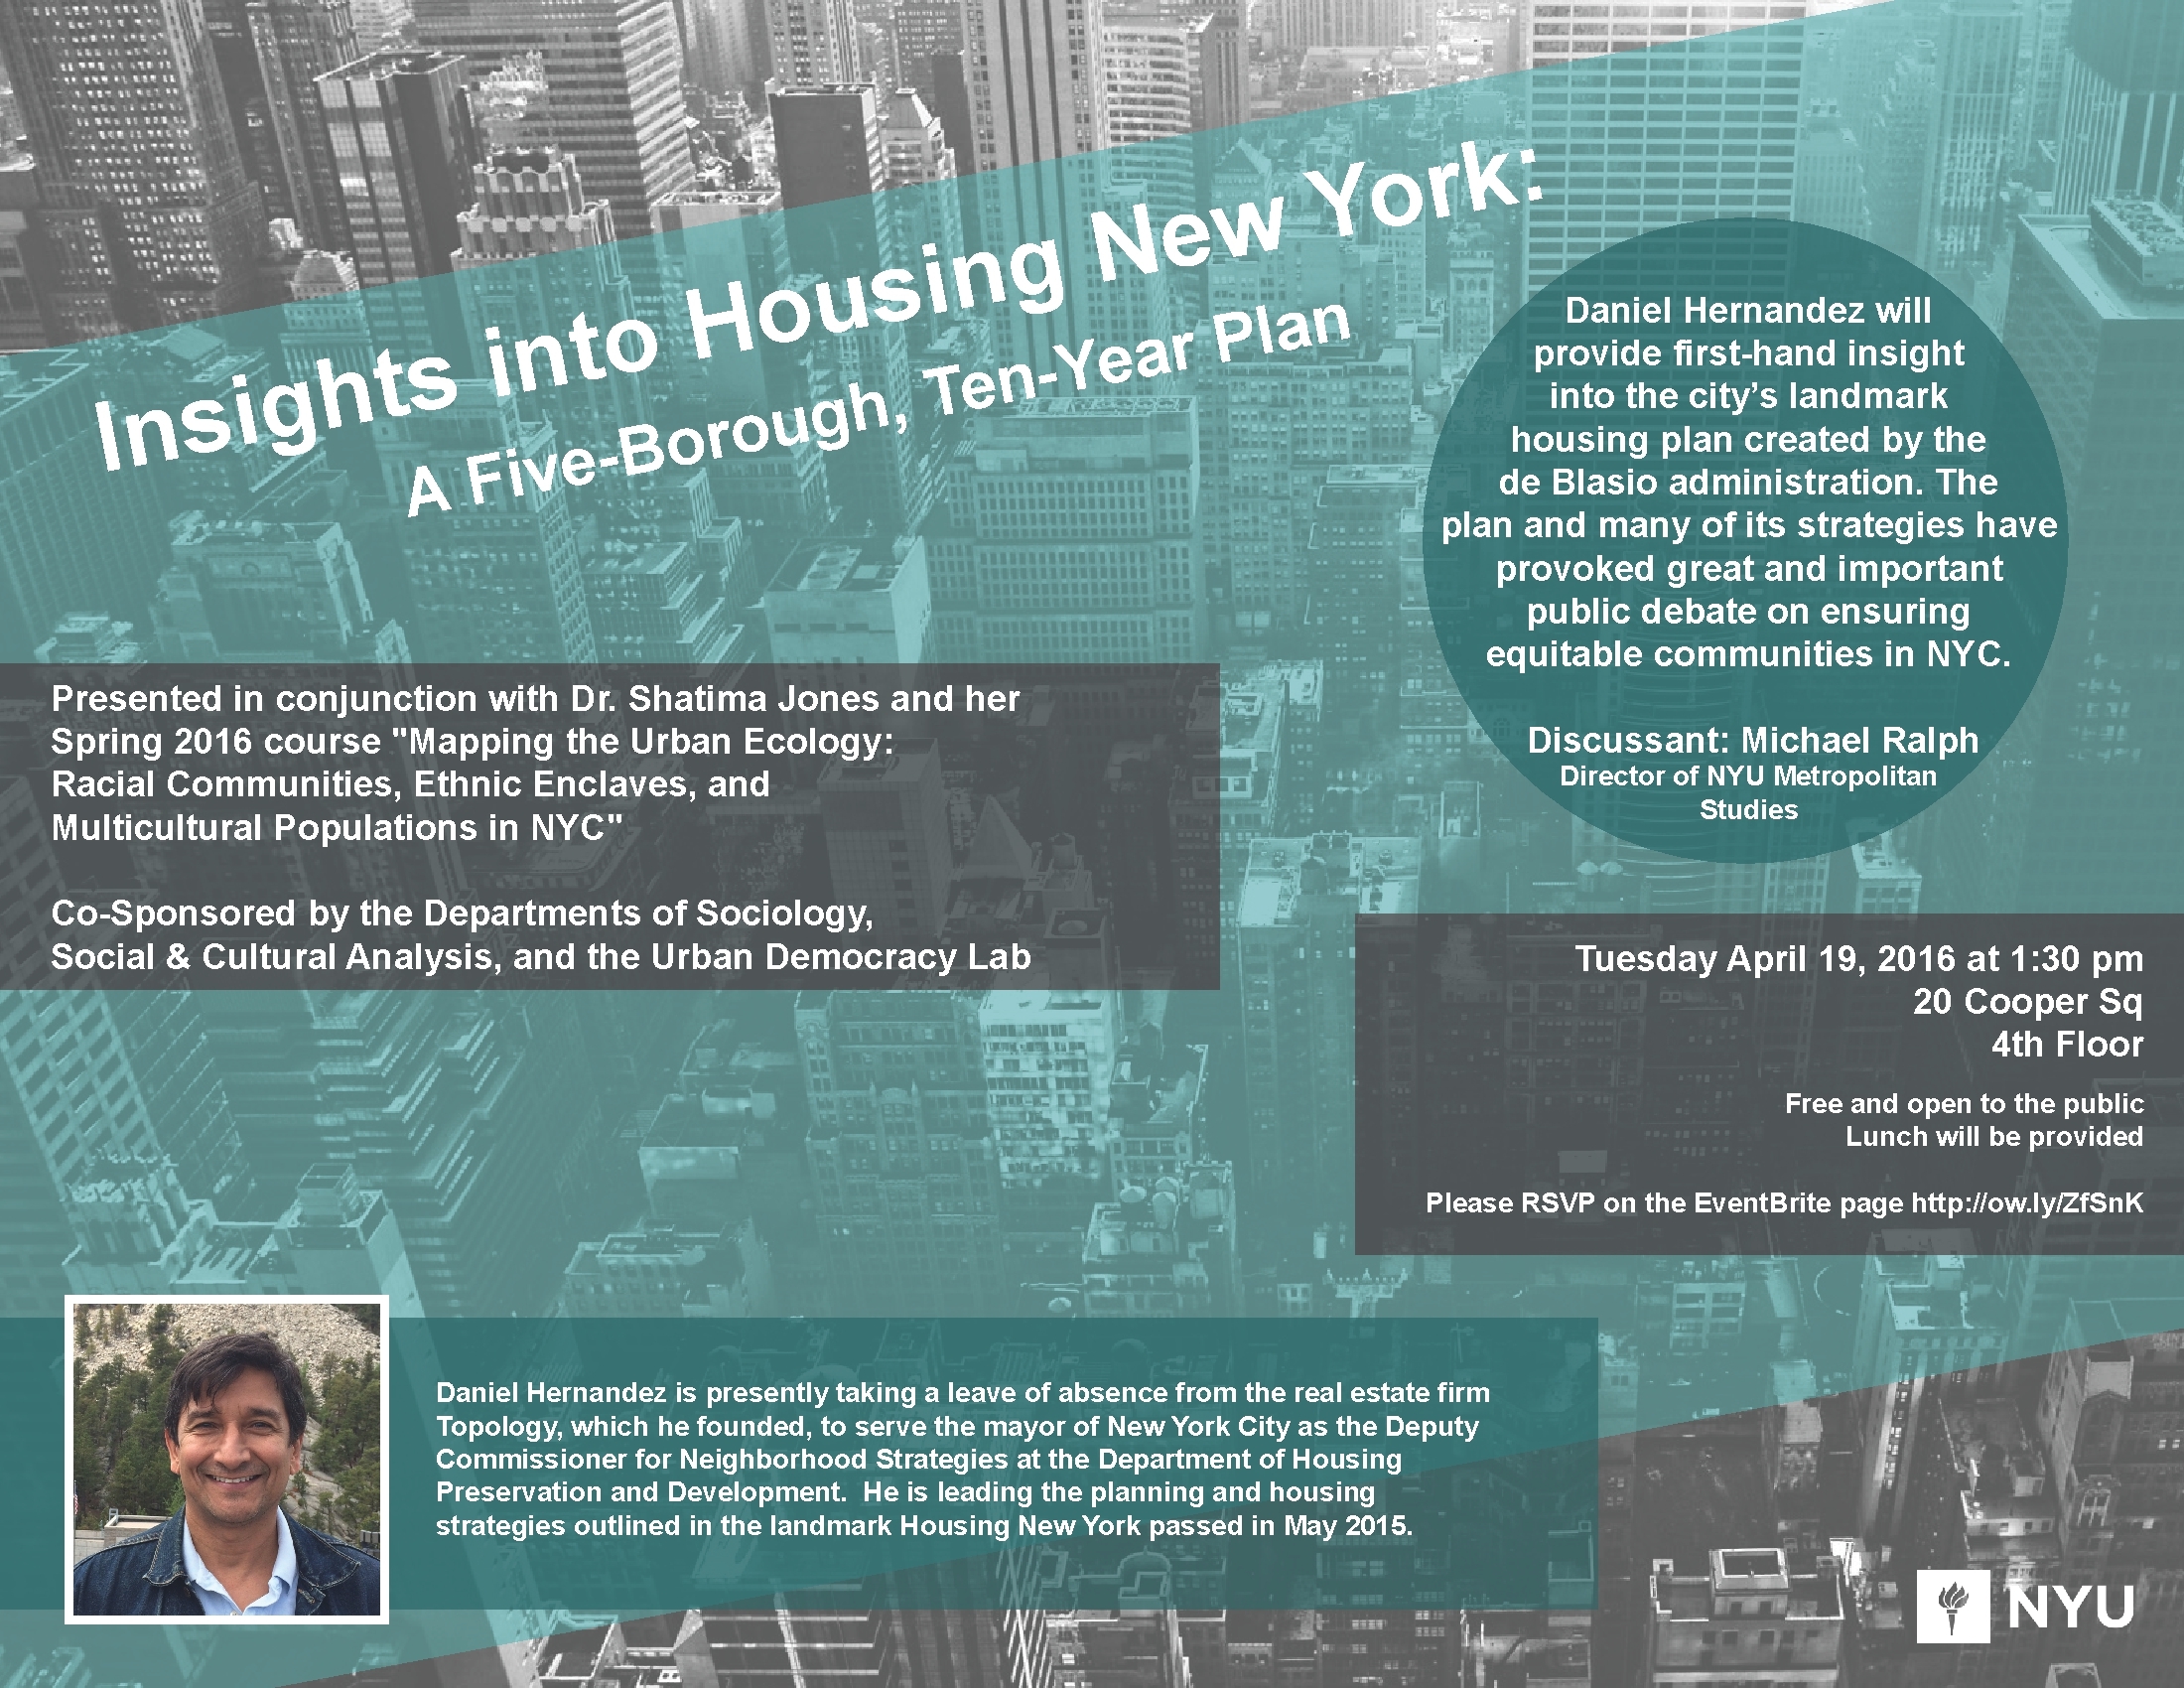 Insights into Housing New York:
A Five-Borough, Ten-Year Plan
Daniel Hernandez will
provide first-hand insight
into the city’s landmark
housing plan created by the
de Blasio administration. The
plan and many of its strategies have
provoked great and important
public debate on ensuring
equitable communities in NYC.
Discussant: Michael Ralph
Director of NYU Metropolitan
Studies
Presented in conjunction with Dr. Shatima Jones and her
Spring 2016 course "Mapping the Urban Ecology:
Racial Communities, Ethnic Enclaves, and
Multicultural Populations in NYC"
Co-Sponsored by the Departments of Sociology,
Social & Cultural Analysis, and the Urban Democracy Lab
Tuesday April 19, 2016 at 1:30 pm
20 Cooper Sq
4th Floor
Free and open to the public
Lunch will be provided
Please RSVP on the EventBrite page http://ow.ly/ZfSnK
Daniel Hernandez is presently taking a leave of absence from the real estate firm
Topology, which he founded, to serve the mayor of New York City as the Deputy
Commissioner for Neighborhood Strategies at the Department of Housing
Preservation and Development.  He is leading the planning and housing
strategies outlined in the landmark Housing New York passed in May 2015.
NYU